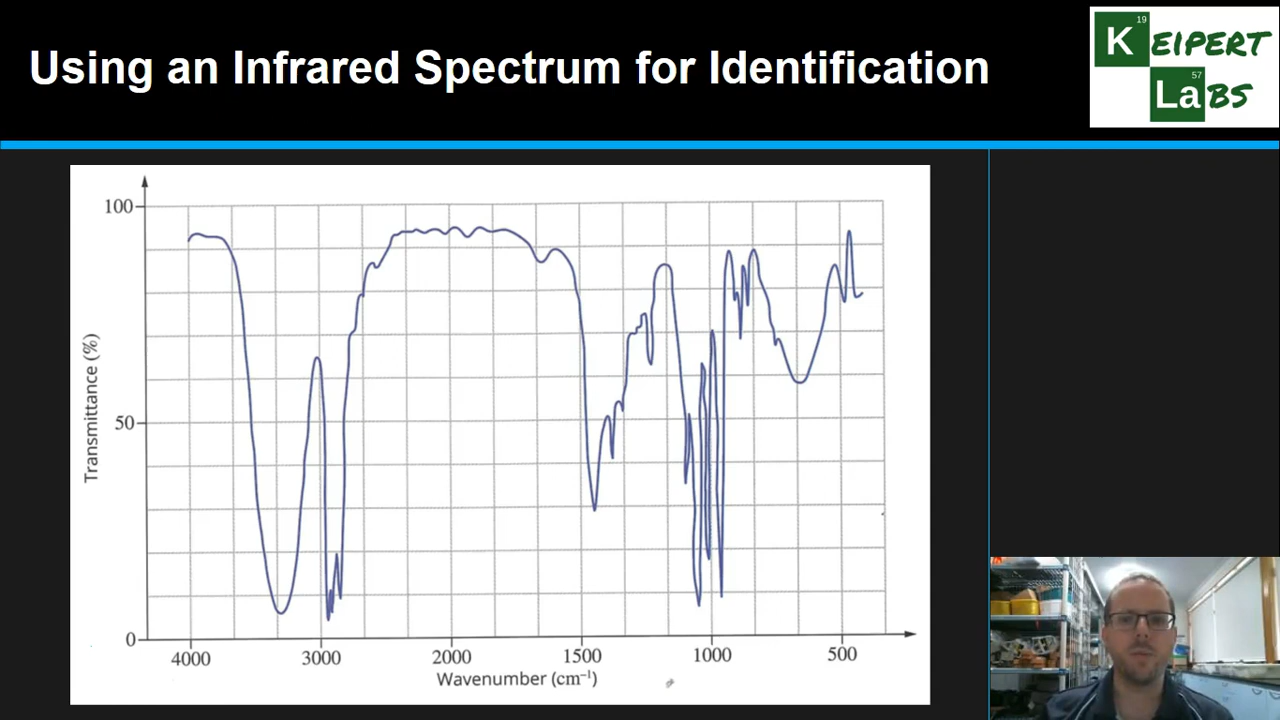 Using an Infrared Spectrum for Identification
K 19 EIPERT
La 57 BS
100
50
0
Transmittance (%)
4000 3000 2000 1500 1000 500
Wavenumber (cm⁻¹)